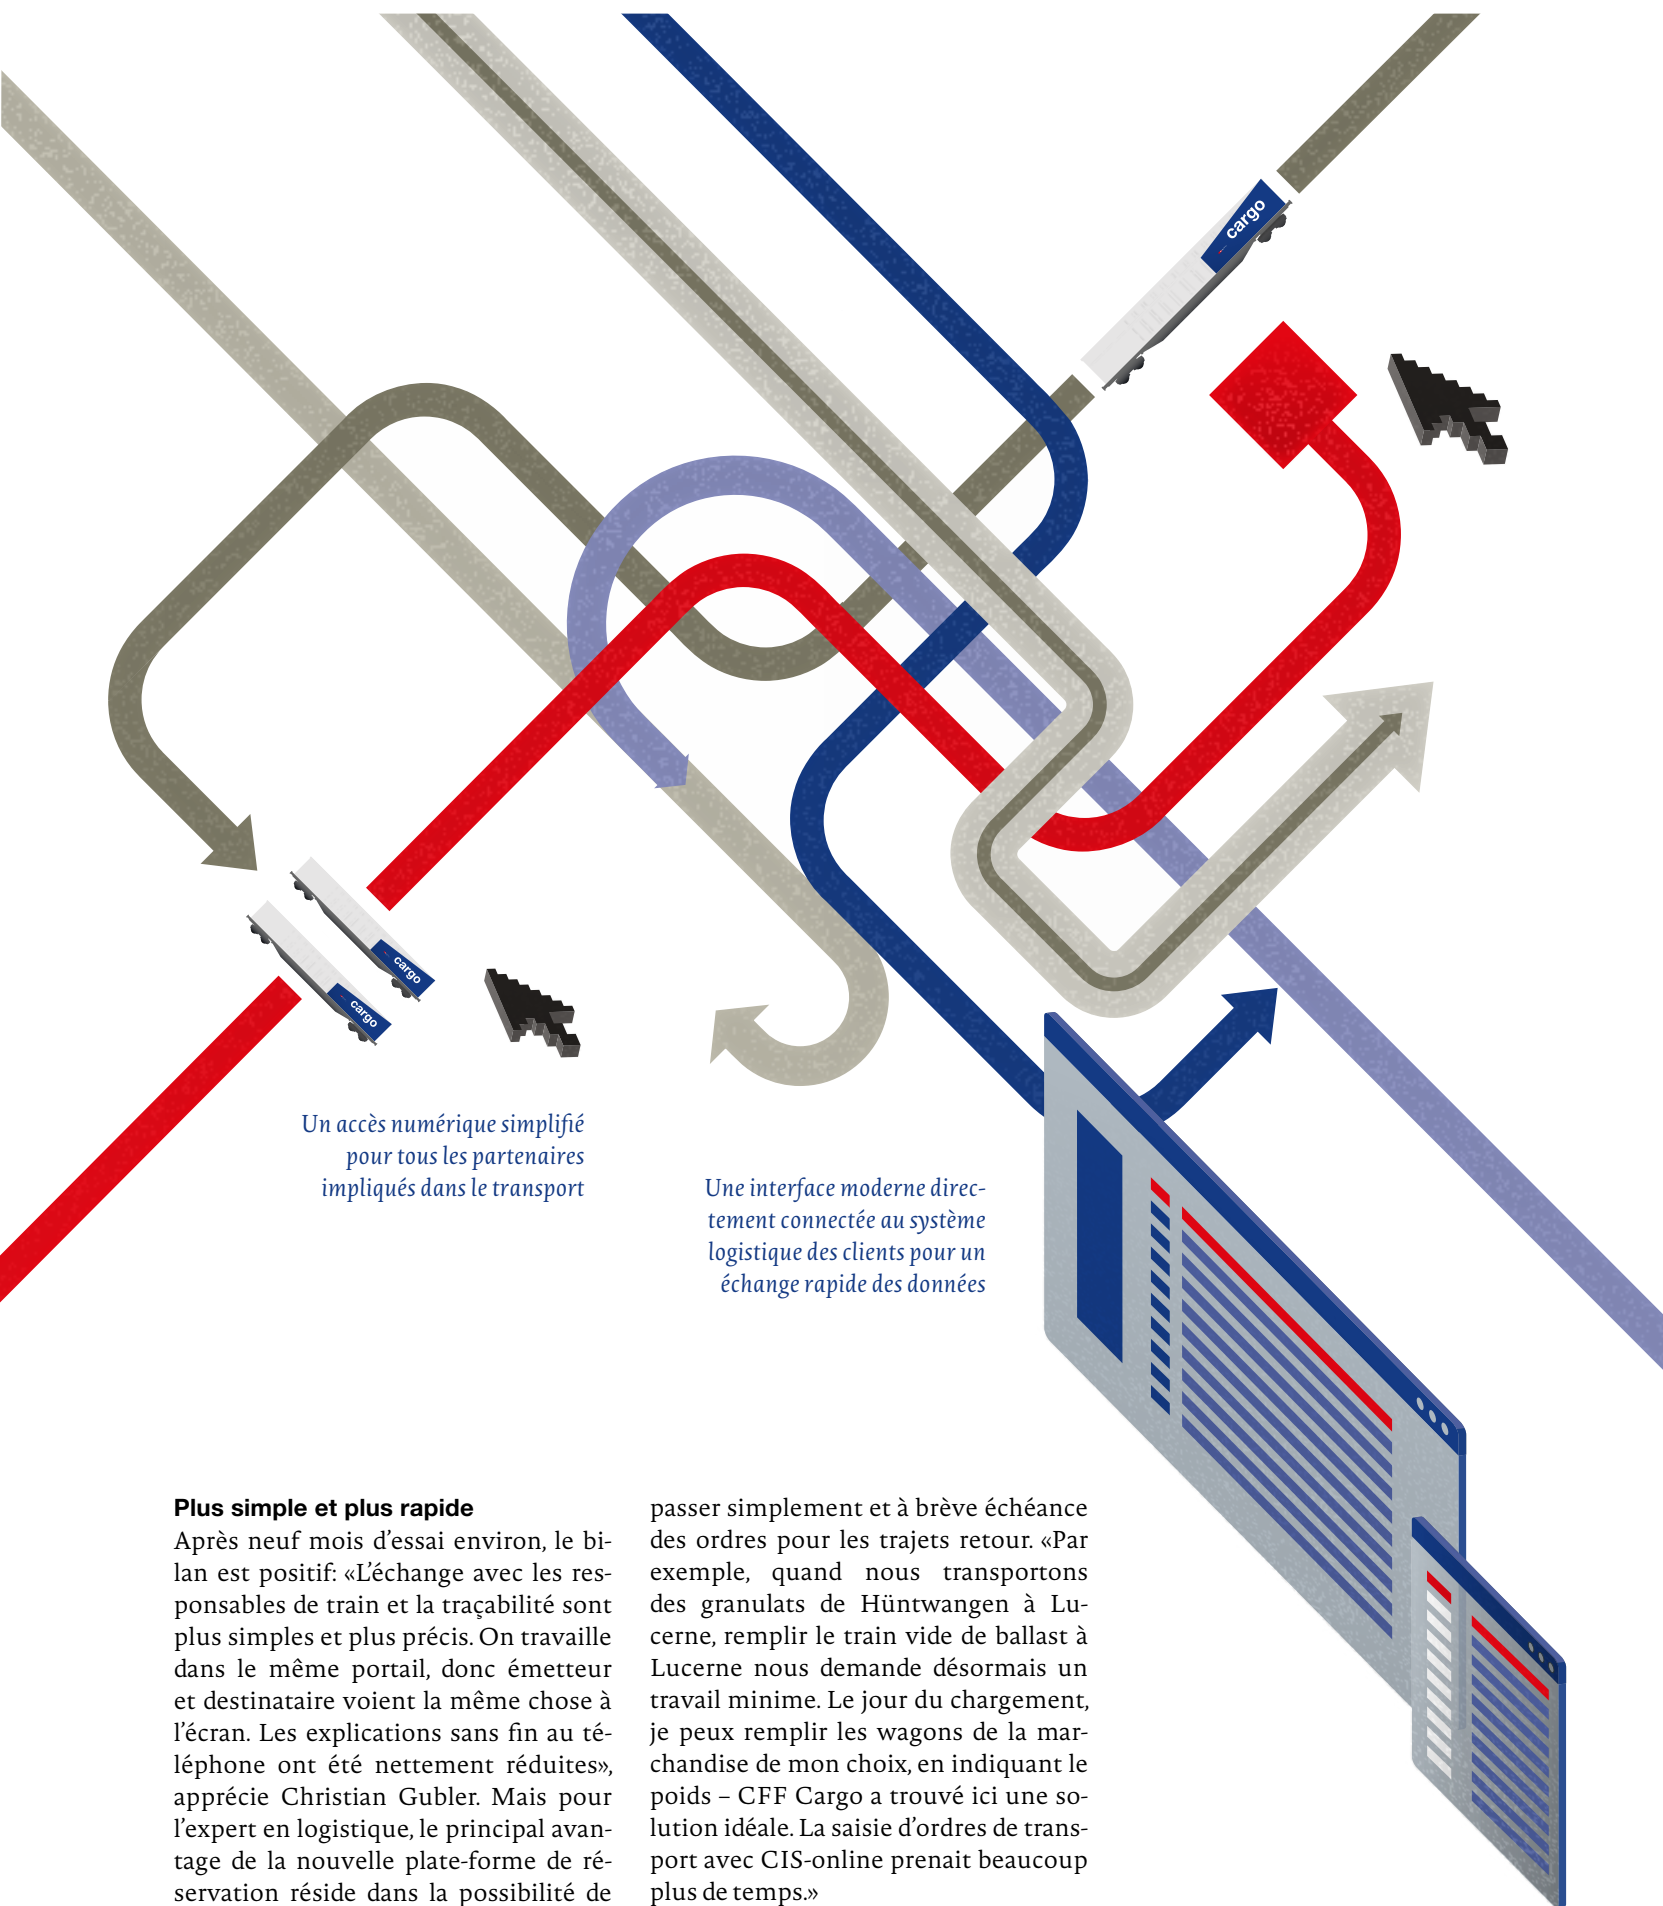 cargo
cargo
cargo
Un accès numérique simplifié
pour tous les partenaires
impliqués dans le transport
Une interface moderne direc-
tement connectée au système
logistique des clients pour un
échange rapide des données
Plus simple et plus rapide
Après neuf mois d’essai environ, le bi-
lan est positif: «L’échange avec les res-
ponsables de train et la traçabilité sont
plus simples et plus précis. On travaille
dans le même portail, donc émetteur
et destinataire voient la même chose à
l’écran. Les explications sans fin au té-
léphone ont été nettement réduites»,
apprécie Christian Gubler. Mais pour
l’expert en logistique, le principal avan-
tage de la nouvelle plate-forme de ré-
servation réside dans la possibilité de
passer simplement et à brève échéance
des ordres pour les trajets retour. «Par
exemple, quand nous transportons
des granulats de Hüntwangen à Lu-
cerne, remplir le train vide de ballast à
Lucerne nous demande désormais un
travail minime. Le jour du chargement,
je peux remplir les wagons de la mar-
chandise de mon choix, en indiquant le
poids – CFF Cargo a trouvé ici une so-
lution idéale. La saisie d’ordres de trans-
port avec CIS-online prenait beaucoup
plus de temps.»